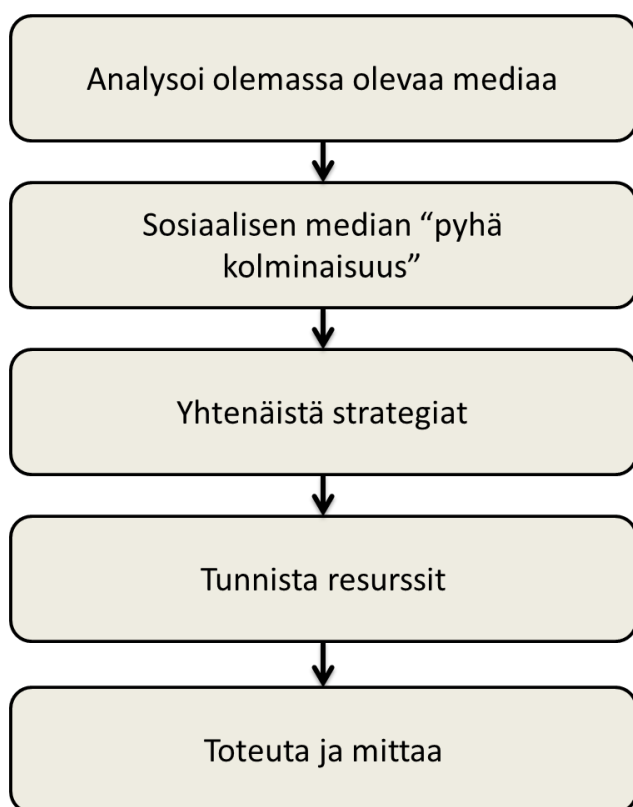 Analysoi olemassa olevaa mediaa
Sosiaalisen median “pyhä
kolminaisuus”
Yhtenäistä strategiat
Tunnista resurssit
Toteuta ja mittaa